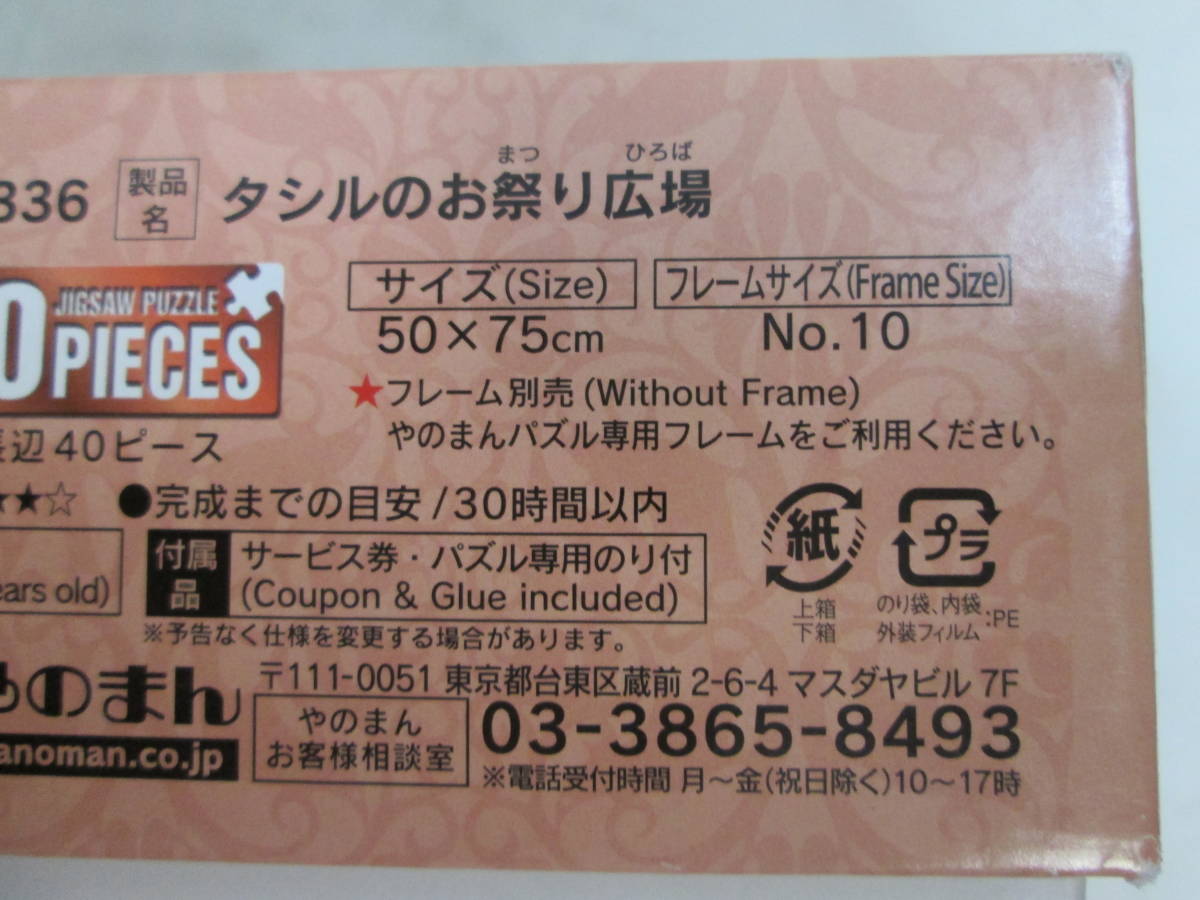 まつ ひろば
836 製品名 タシルのお祭り広場
JIGSAW PUZZLE
0 PIECES
サイズ(Size) フレームサイズ(Frame Size)
50×75cm No.10
★フレーム別売(Without Frame)
やのまんパズル専用フレームをご利用ください。
長辺40ピース
★★☆ ●完成までの目安/30時間以内
ears old)
付属品 サービス券・パズル専用のり付
(Coupon & Glue included)
※予告なく仕様を変更する場合があります。
紙
上箱
下箱
プラ
のり袋、内袋
外装フィルム:PE
やのまん
anoman.co.jp
〒111-0051 東京都台東区蔵前 2-6-4 マスダヤビル 7F
やのまん
お客様相談室
03-3865-8493
※電話受付時間 月〜金(祝日除く)10〜17時